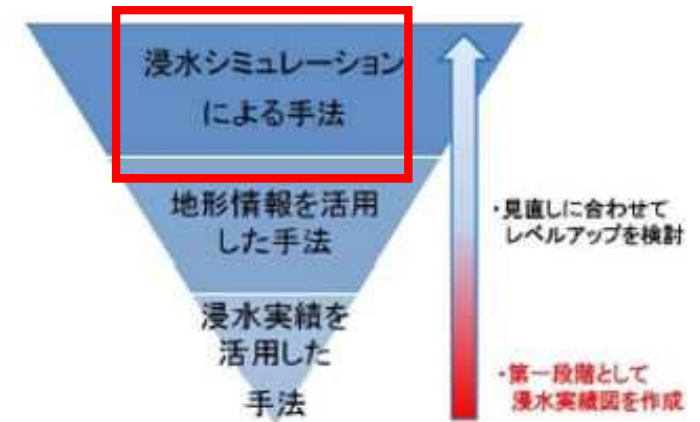 浸水シミュレーション
による手法
地形情報を活用
した手法
・見直しに合わせて
レベルアップを検討
浸水実績を
活用した
手法
・第一段階として
浸水実績図を作成